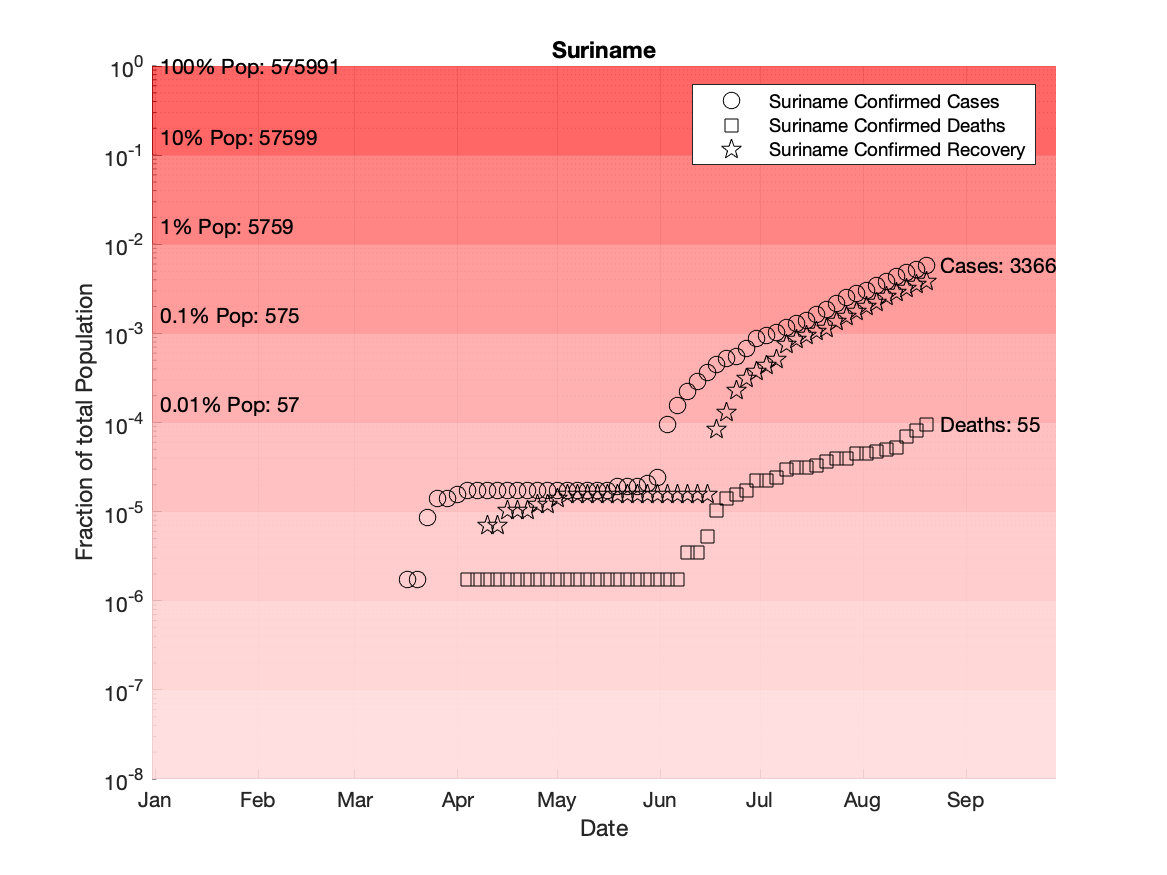 Suriname
10⁰
100% Pop: 575991
Suriname Confirmed Cases
Suriname Confirmed Deaths
Suriname Confirmed Recovery
10% Pop: 57599
10⁻¹
1% Pop: 5759
10⁻²
Cases: 3366
0.1% Pop: 575
10⁻³
0.01% Pop: 57
10⁻⁴
Deaths: 55
10⁻⁵
10⁻⁶
10⁻⁷
10⁻⁸
Fraction of total Population
Jan Feb Mar Apr May Jun Jul Aug Sep
Date